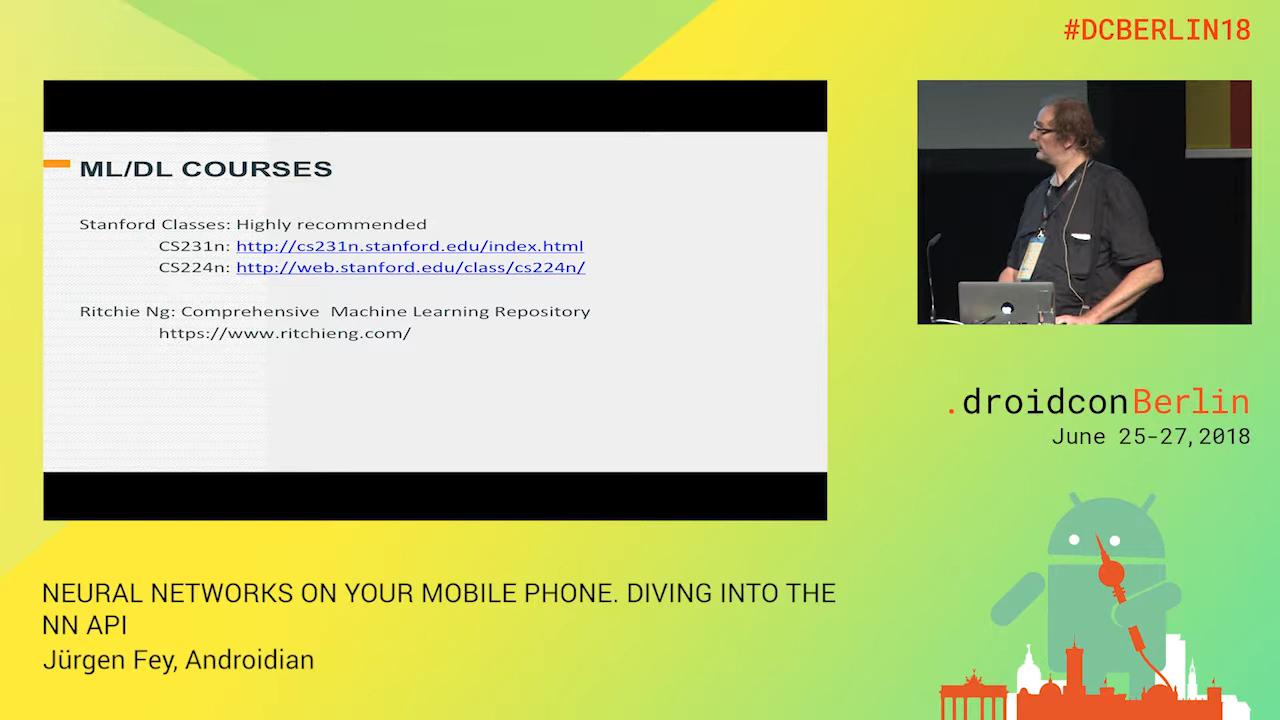 #DCBERLIN18
ML/DL COURSES
Stanford Classes: Highly recommended
CS231n: http://cs231n.stanford.edu/index.html
CS224n: http://web.stanford.edu/class/cs224n/
Ritchie Ng: Comprehensive Machine Learning Repository
https://www.ritchieng.com/
.droidconBerlin
June 25-27,2018
NEURAL NETWORKS ON YOUR MOBILE PHONE. DIVING INTO THE
NN API
Jürgen Fey, Androidian